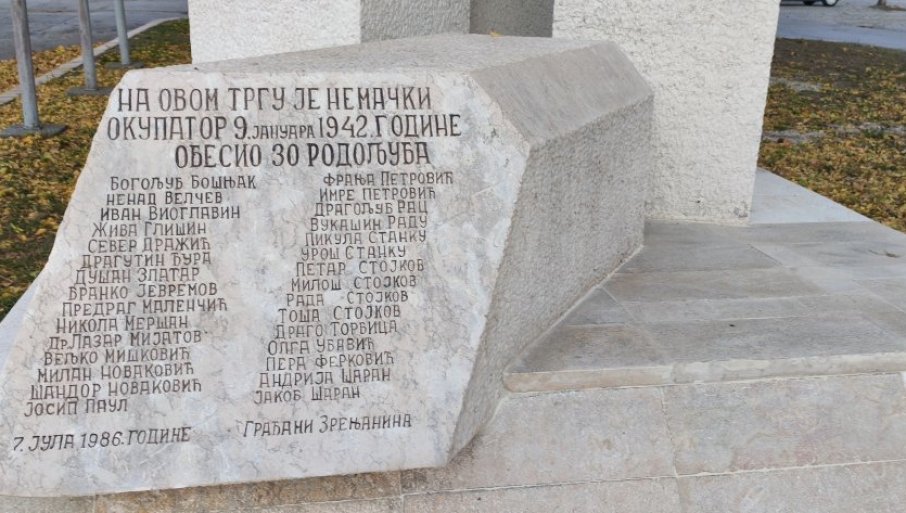 НА ОВОМ ТРГУ ЈЕ НЕМАЧКИ
ОКУПАТОР 9. ЈАНУАРА 1942. ГОДИНЕ
ОБЕСИО 30 РОДОЉУБА
БОГОЉУБ БОШЊАК
НЕНАД ВЕЛЧЕВ
ИВАН ВИОГЛАВИН
ЖИВА ГЛИШИН
СЕВЕР ДРАЖИЋ
ДРАГУТИН ЂУРА
ДУШАН ЗЛАТАР
БРАНКО ЈЕВРЕМОВ
ПРЕДРАГ МАЛЕНЧИЋ
НИКОЛА МЕРШАН
ДР ЛАЗАР МИЈАТОВ
ВЕЉКО МИШКОВИЋ
МИЛАН НОВАКОВИЋ
ШАНДОР НОВАКОВИЋ
ЈОСИП ПАУЛ
ФРАЊА ПЕТРОВИЋ
ИМРЕ ПЕТРОВИЋ
ДРАГОЉУБ РАЦ
ВУКАШИН РАДУ
ПИКУЛА СТАНКУ
УРОШ СТАНКУ
ПЕТАР СТОЈКОВ
МИЛОШ СТОЈКОВ
РАДА СТОЈКОВ
ТОША СТОЈКОВ
ДРАГО ТОРБИЦА
ОЛГА УБАВИЋ
ПЕРА ФЕРКОВИЋ
АНДРИЈА ШАРАН
ЈАКОБ ШАРАН
7. ЈУЛА 1986. ГОДИНЕ
ГРАЂАНИ ЗРЕЊАНИНА